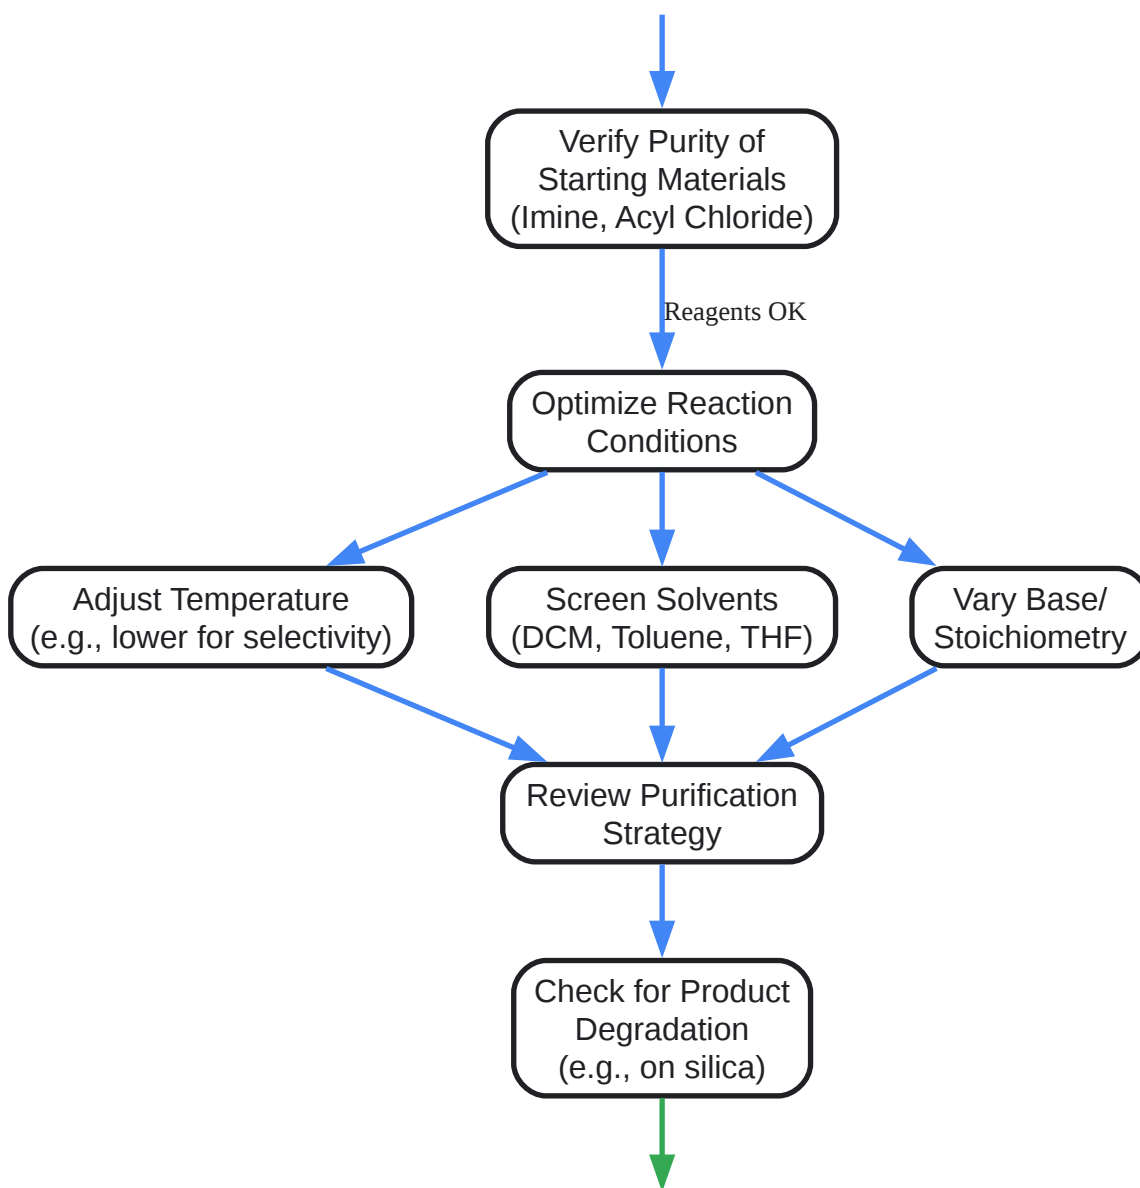 Verify Purity of
Starting Materials
(Imine, Acyl Chloride)
Reagents OK
Optimize Reaction
Conditions
Adjust Temperature
(e.g., lower for selectivity)
Screen Solvents
(DCM, Toluene, THF)
Vary Base/
Stoichiometry
Review Purification
Strategy
Check for Product
Degradation
(e.g., on silica)